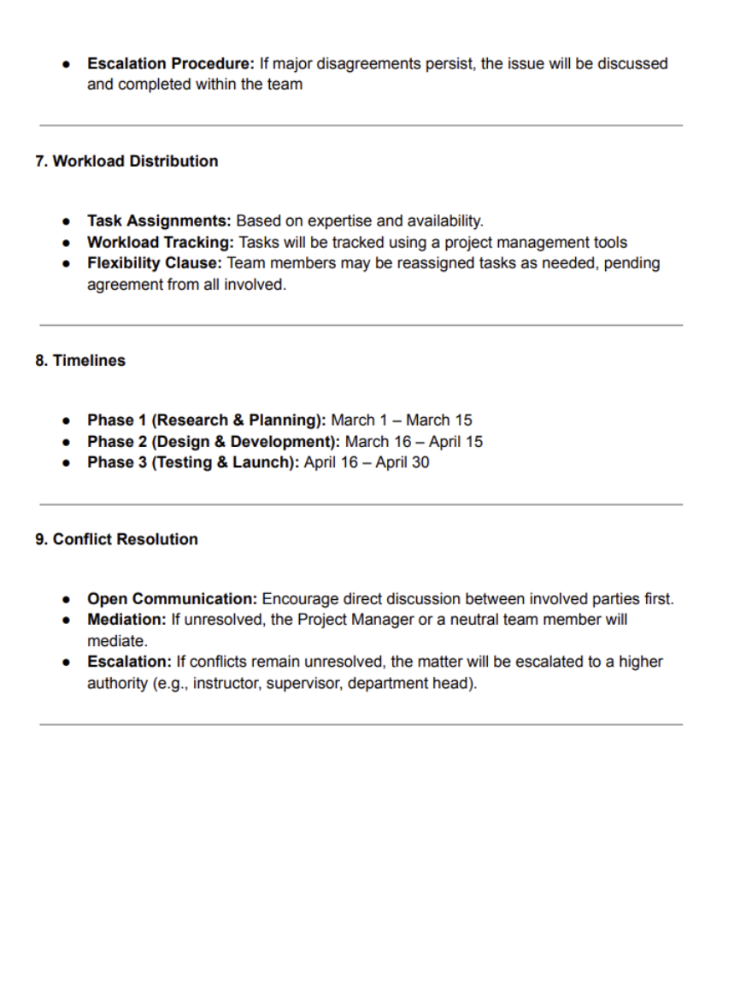 ● Escalation Procedure: If major disagreements persist, the issue will be discussed
and completed within the team
7. Workload Distribution
● Task Assignments: Based on expertise and availability.
● Workload Tracking: Tasks will be tracked using a project management tools
● Flexibility Clause: Team members may be reassigned tasks as needed, pending
agreement from all involved.
8. Timelines
● Phase 1 (Research & Planning): March 1 – March 15
● Phase 2 (Design & Development): March 16 – April 15
● Phase 3 (Testing & Launch): April 16 – April 30
9. Conflict Resolution
● Open Communication: Encourage direct discussion between involved parties first.
● Mediation: If unresolved, the Project Manager or a neutral team member will
mediate.
● Escalation: If conflicts remain unresolved, the matter will be escalated to a higher
authority (e.g., instructor, supervisor, department head).